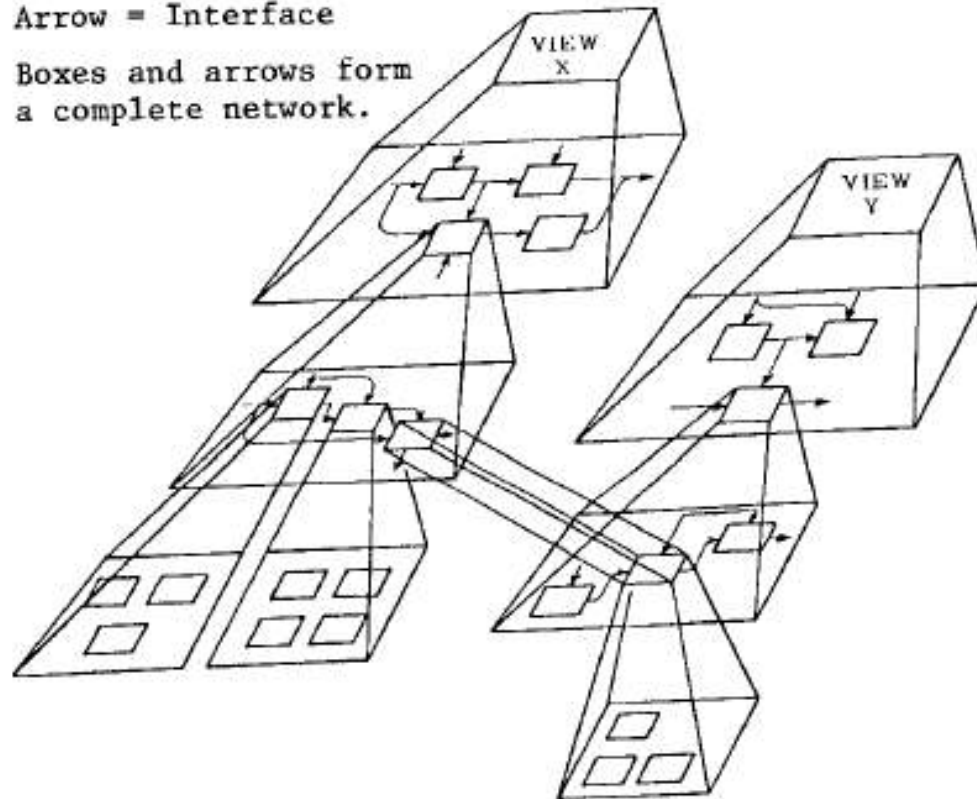 Arrow = Interface
Boxes and arrows form
a complete network.
VIEW
X
VIEW
Y